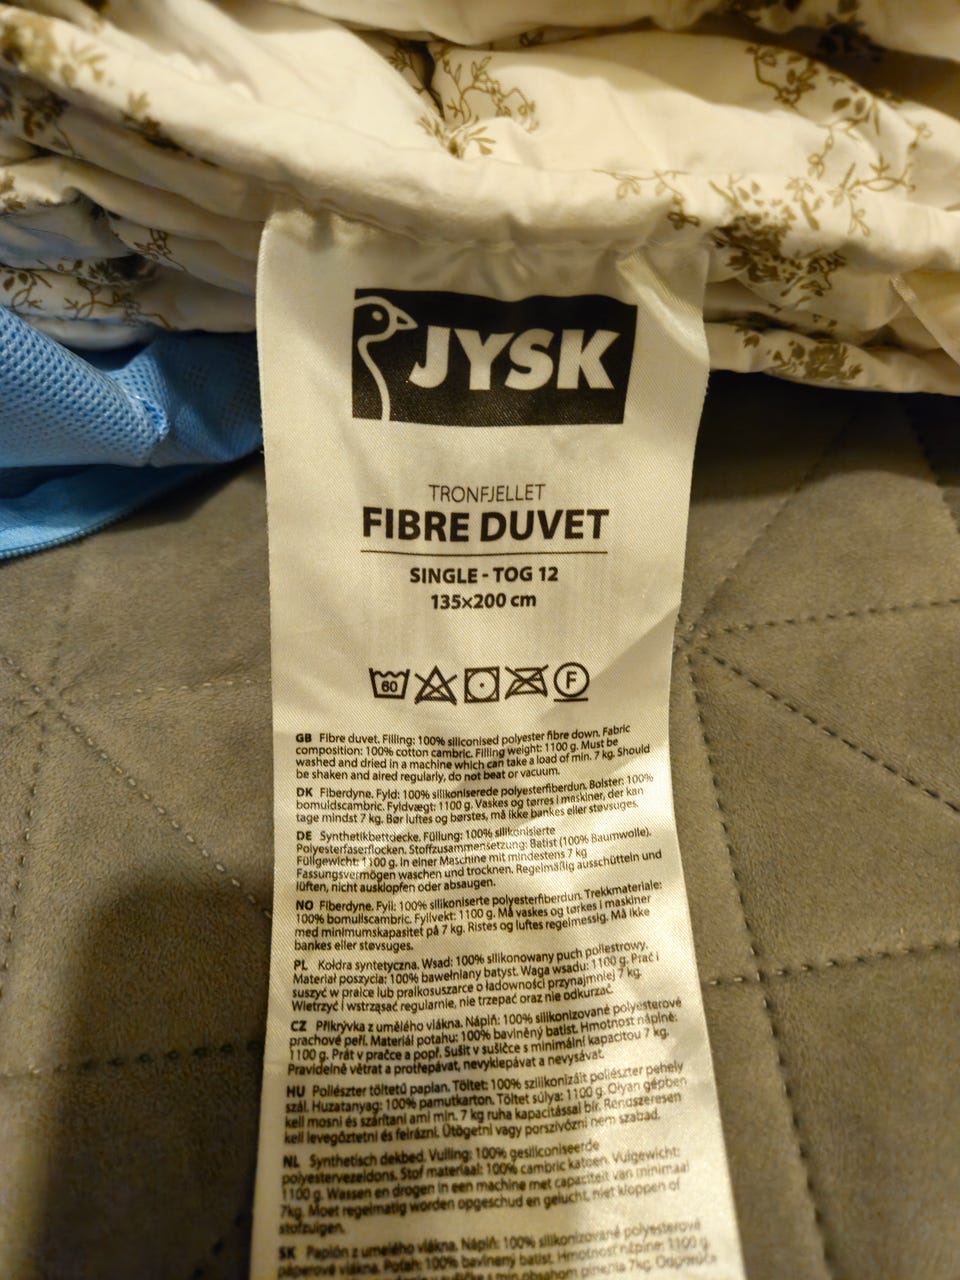 JYSK
TRONFJELLET
FIBRE DUVET
SINGLE - TOG 12
135×200 cm
60 F
GB Fibre duvet. Filling: 100% siliconised polyester fibre down. Fabric
composition: 100% cotton cambric. Filling weight: 1100 g. Must be
washed and dried in a machine which can take a load of min. 7 kg. Should
be shaken and aired regularly, do not beat or vacuum.
DK Fiberdyne. Fyld: 100% silikoniserede polyesterfiberdun. Bolster: 100%
bomuldscambric. Fyldvægt: 1100 g. Vaskes og tørres i maskiner, der kan
tage mindst 7 kg. Bør luftes og børstes, må ikke bankes eller støvsuges.
DE Synthetikbettdecke. Füllung: 100% silikonisierte
Polyesterfaserflocken. Stoffzusammensetzung: Batist (100% Baumwolle).
Füllgewicht: 1100 g. In einer Maschine mit mindestens 7 kg
Fassungsvermögen waschen und trocknen. Regelmäßig ausschütteln und
lüften, nicht ausklopfen oder absaugen.
NO Fiberdyne. Fyll: 100% silikoniserte polyesterfiberdun. Trekkmateriale:
100% bomullscambric. Fyllvekt: 1100 g. Må vaskes og tørkes i maskiner
med minimumskapasitet på 7 kg. Ristes og luftes regelmessig. Må ikke
bankes eller støvsuges.
PL Kołdra syntetyczna. Wsad: 100% silikonowany puch poliestrowy.
Materiał poszycia: 100% bawełniany batyst. Waga wsadu: 1100 g. Prać i
suszyć w pralce lub pralkosuszarce o ładowności przynajmniej 7 kg.
Wietrzyć i wstrząsać regularnie, nie trzepać oraz nie odkurzać.
CZ Přikrývka z umělého vlákna. Náplň: 100% silikonizované polyesterové
prachové peří. Materiál potahu: 100% bavlněný batist. Hmotnost náplně:
1100 g. Prát v pračce a popř. Sušit v sušičce s minimální kapacitou 7 kg.
Pravidelně větrat a protřepávat, nevyklepávat a nevysávat.
HU Poliészter töltetű paplan. Töltet: 100% szilikonizált poliészter pehely
szál. Huzatanyag: 100% pamutkarton. Töltet súlya: 1100 g. Olyan gépben
kell mosni és szárítani ami min. 7 kg ruha kapacitással bír. Rendszeresen
kell levegőztetni és felrázni. Ütögetni vagy porszívózni nem szabad.
NL Synthetisch dekbed. Vulling: 100% gesiliconiseerde
polyestervezeldons. Stof materiaal: 100% cambric katoen. Vulgewicht:
1100 g. Wassen en drogen in een machine met capaciteit van minimaal
7kg. Moet regelmatig worden opgeschud en gelucht, niet kloppen of
stofzuigen.
SK Paplón z umelého vlákna. Náplň: 100% silikonizované polyesterové
páperové vlákna. Poťah: 100% bavlnený batist. Hmotnosť náplne: 1100 g.